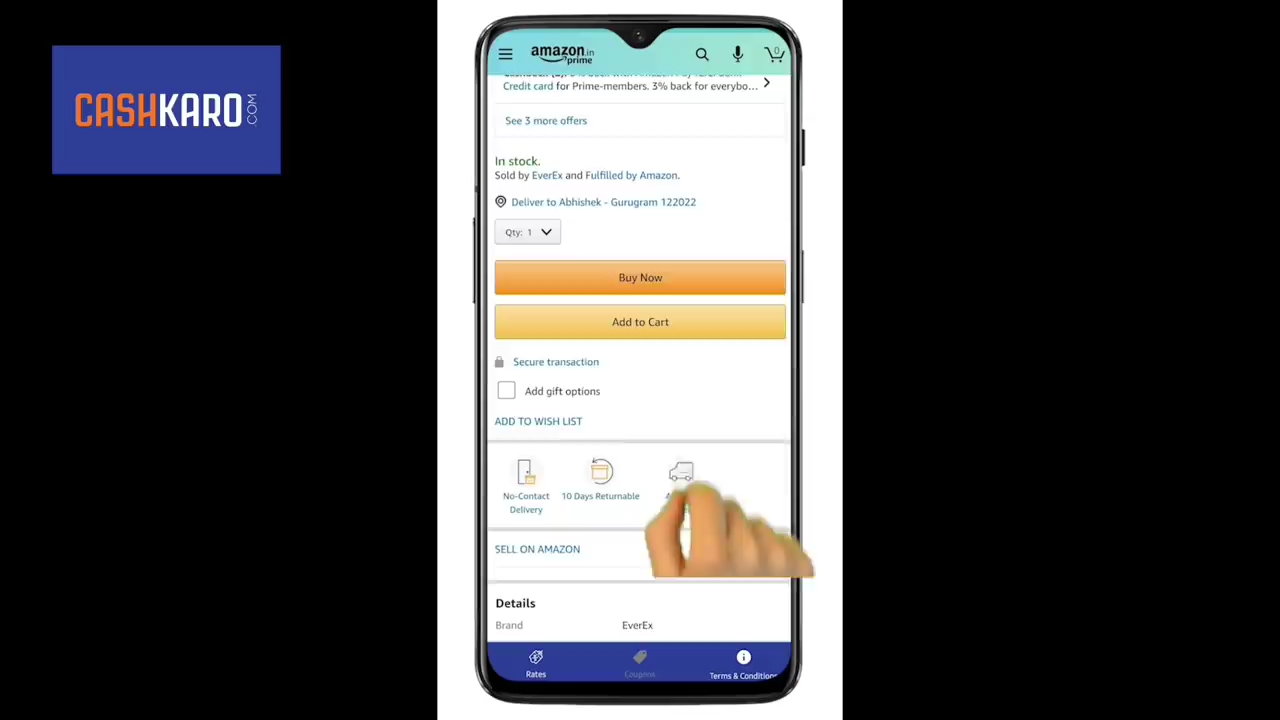 CASHKARO.COM
amazon.in
prime
0
Credit card for Prime-members. 3% back for everybo...
See 3 more offers
In stock.
Sold by EverEx and Fulfilled by Amazon.
Deliver to Abhishek - Gurugram 122022
Qty: 1
Buy Now
Add to Cart
Secure transaction
Add gift options
ADD TO WISH LIST
No-Contact
Delivery
10 Days Returnable
SELL ON AMAZON
Details
Brand
EverEx
Rates
Coupons
Terms & Condition